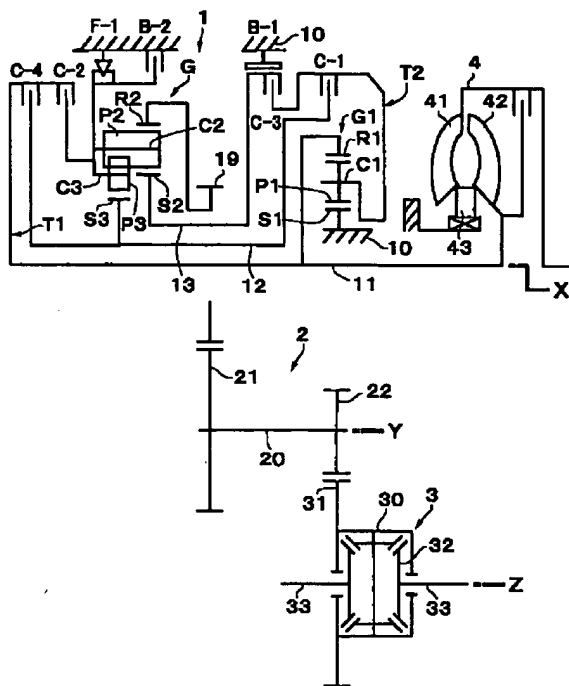 F-1 B-2 1 B-1 10
C-4 C-2 G C-1 4
R2 T2
P2 C2 C-3 G1 41 42
19 R1
C1
C3 P1
S2 S1
S3 P3
T1 10 43
13 12 11 X
2
21 22
20 Y
31 30 3
32
33 33 Z